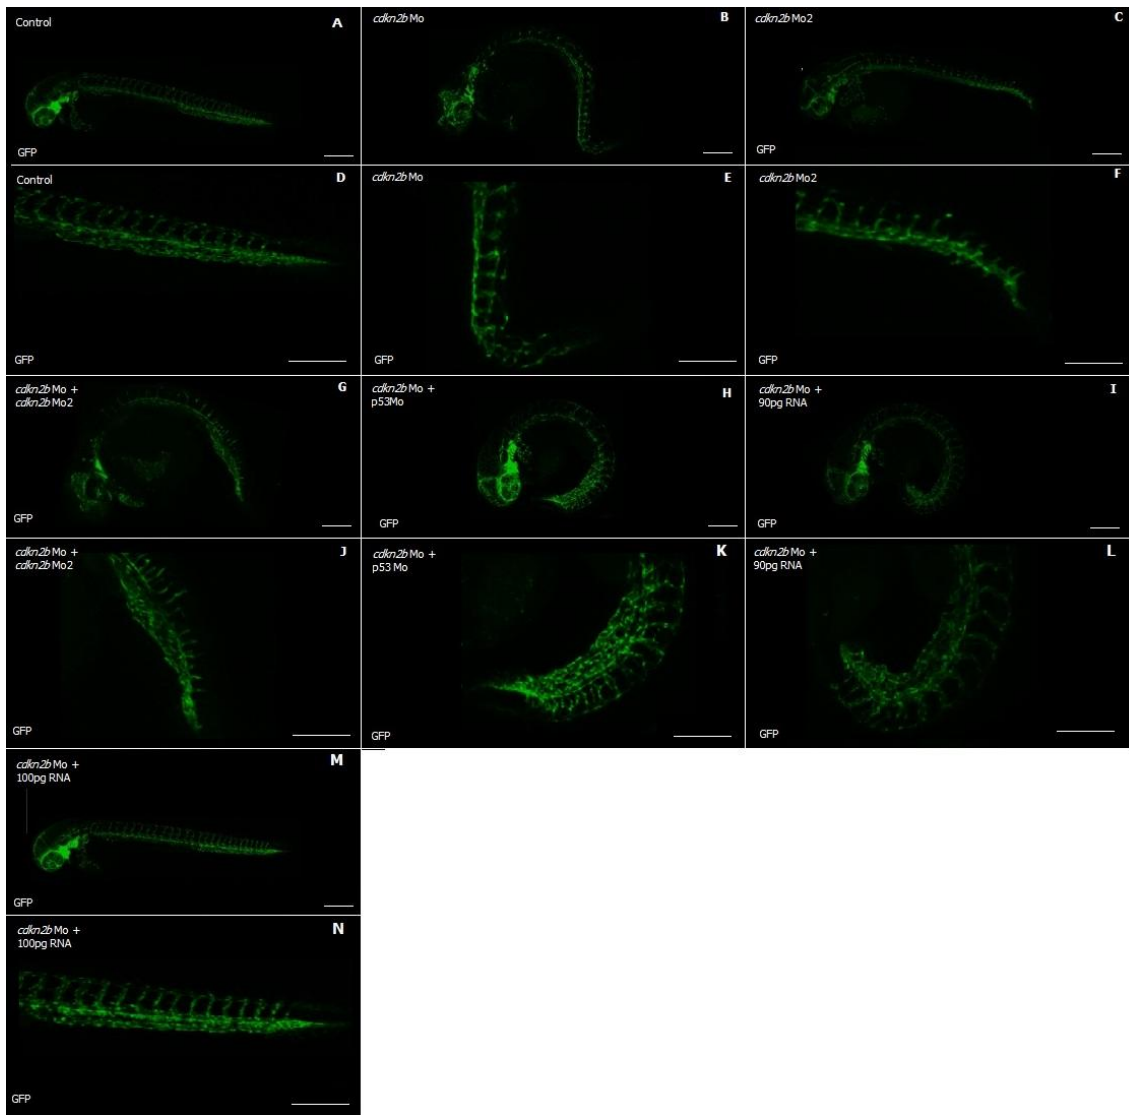 Control
A
GFP
cdkn2b Mo
B
cdkn2b Mo2
C
GFP
Control
D
GFP
cdkn2b Mo
E
cdkn2b Mo2
F
GFP
cdkn2b Mo +
cdkn2b Mo2
G
GFP
cdkn2b Mo +
p53Mo
H
GFP
cdkn2b Mo +
90pg RNA
I
GFP
cdkn2b Mo +
cdkn2b Mo2
J
GFP
cdkn2b Mo +
p53 Mo
K
GFP
cdkn2b Mo +
90pg RNA
L
GFP
cdkn2b Mo +
100pg RNA
M
GFP
cdkn2b Mo +
100pg RNA
N
GFP